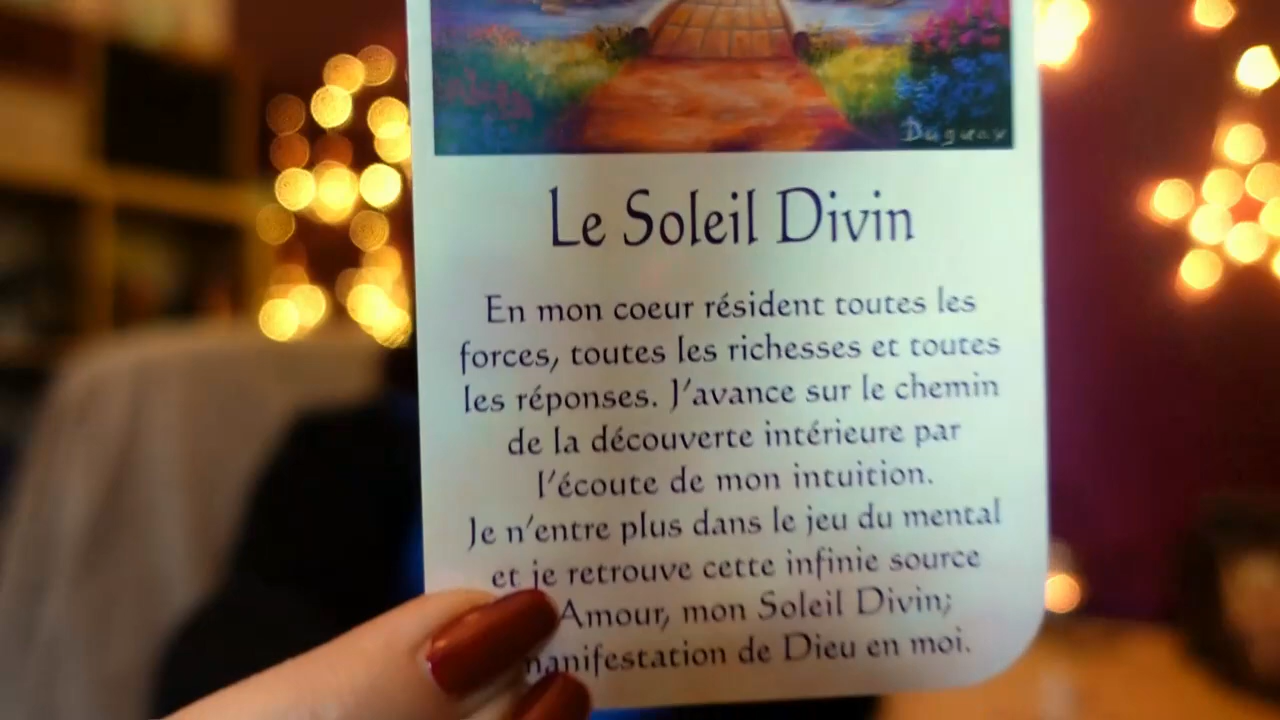 Duguay
Le Soleil Divin
En mon coeur résident toutes les
forces, toutes les richesses et toutes
les réponses. J'avance sur le chemin
de la découverte intérieure par
l'écoute de mon intuition.
Je n'entre plus dans le jeu du mental
et je retrouve cette infinie source
Amour, mon Soleil Divin;
manifestation de Dieu en moi.